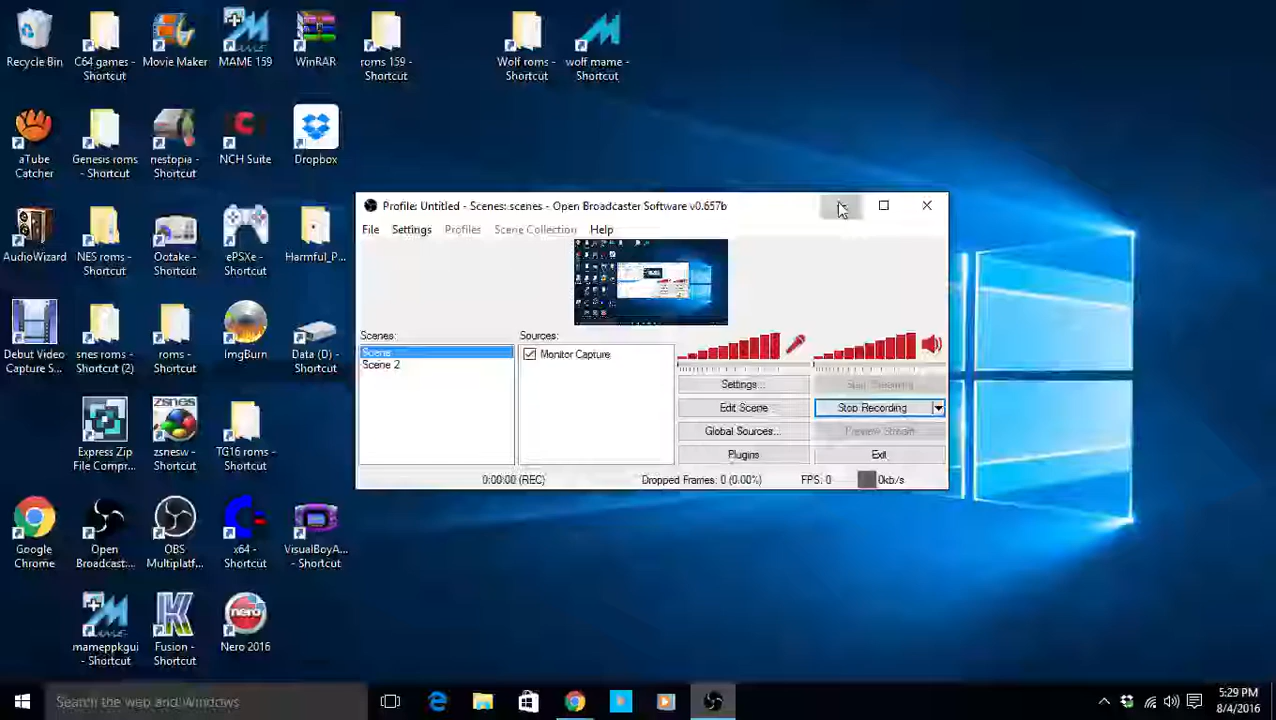 Recycle Bin
C64 games - Shortcut
Movie Maker
MAME 159
WinRAR
roms 159 - Shortcut
Wolf roms - Shortcut
wolf mame - Shortcut
aTube Catcher
Genesis roms - Shortcut
nestopia - Shortcut
NCH Suite
Dropbox
AudioWizard
NES roms - Shortcut
Ootake - Shortcut
ePSXe - Shortcut
Harmful_P...
Debut Video Capture S...
snes roms - Shortcut (2)
roms - Shortcut
ImgBurn
Data (D) - Shortcut
Express Zip File Compr...
zsnesw - Shortcut
TG16 roms - Shortcut
Google Chrome
Open Broadcast...
OBS Multiplatf...
x64 - Shortcut
VisualBoyA... - Shortcut
mameppkgui - Shortcut
Fusion - Shortcut
Nero 2016
Profile: Untitled - Scenes: scenes - Open Broadcaster Software v0.657b
File Settings Profiles Scene Collection Help
Scenes:
Sources:
Scene
Scene 2
Monitor Capture
Settings...
Start Streaming
Edit Scene
Stop Recording
Global Sources...
Preview Stream
Plugins
Exit
0:00:00 (REC)
Dropped Frames: 0 (0.00%)
FPS: 0
0kb/s
Search the web and Windows
5:29 PM
8/4/2016